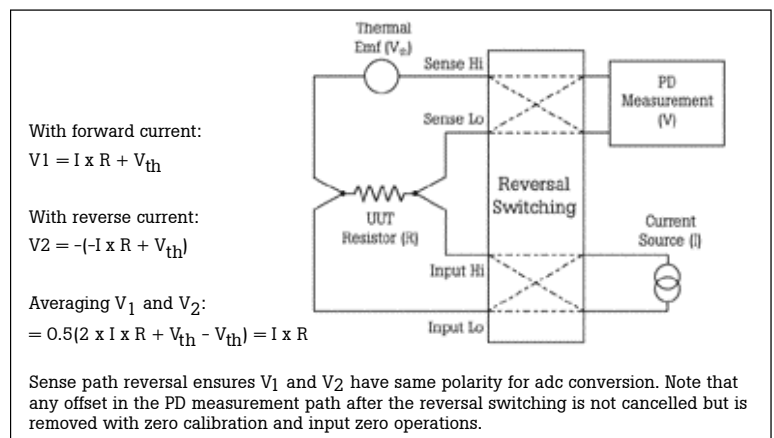 Thermal
Emf (Vth)
Sense Hi
PD
Measurement
(V)
Sense Lo
With forward current:
V1 = I x R + Vth
Reversal
Switching
With reverse current:
V2 = -(-I x R + Vth)
UUT
Resistor (R)
Current
Source (I)
Input Hi
Averaging V1 and V2:
= 0.5(2 x I x R + Vth - Vth) = I x R
Input Lo
Sense path reversal ensures V1 and V2 have same polarity for adc conversion. Note that
any offset in the PD measurement path after the reversal switching is not cancelled but is
removed with zero calibration and input zero operations.